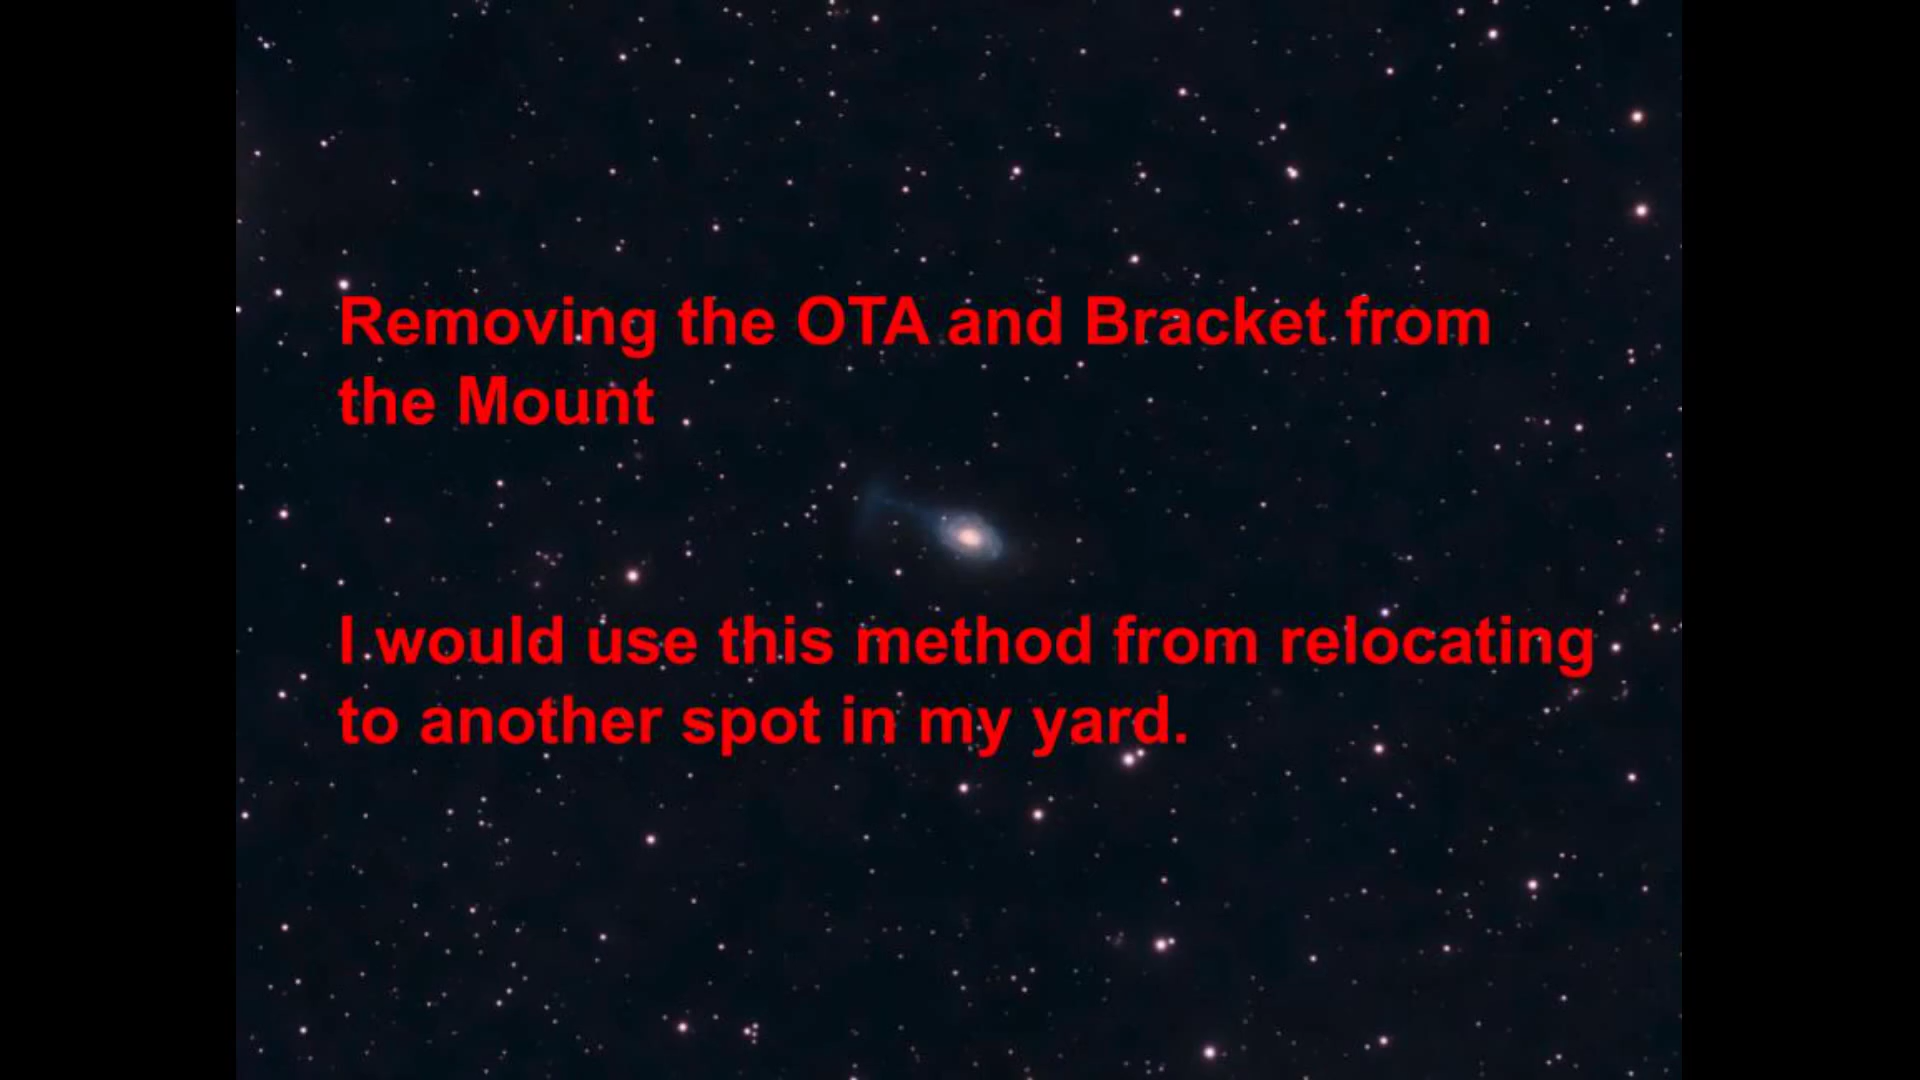 Removing the OTA and Bracket from
the Mount
I would use this method from relocating
to another spot in my yard.